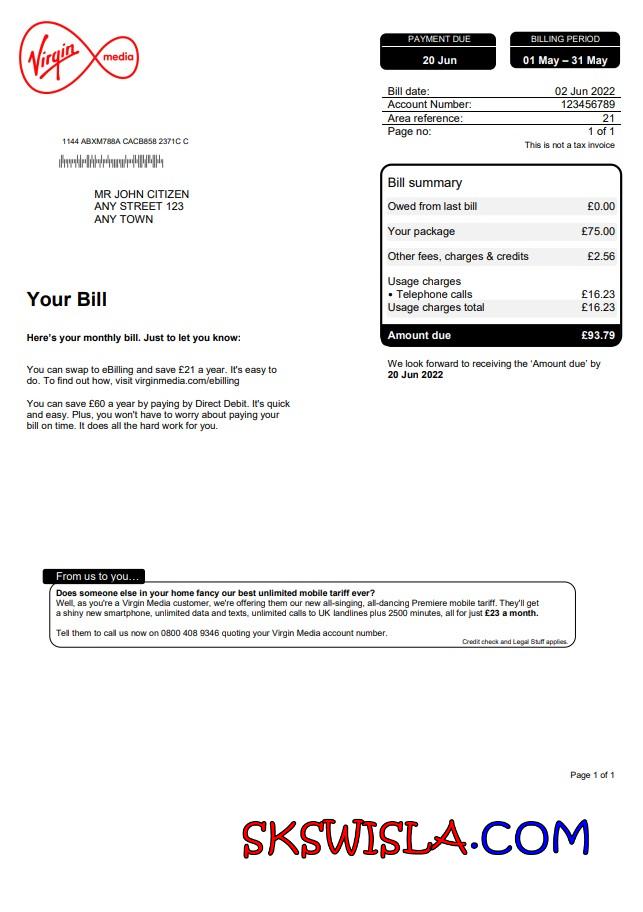 Virgin media
PAYMENT DUE
20 Jun
BILLING PERIOD
01 May – 31 May
Bill date: 02 Jun 2022
Account Number: 123456789
Area reference: 21
Page no: 1 of 1
This is not a tax invoice
1144 ABXM788A CACB858 2371C C
MR JOHN CITIZEN
ANY STREET 123
ANY TOWN
Bill summary
Owed from last bill £0.00
Your package £75.00
Other fees, charges & credits £2.56
Usage charges
• Telephone calls £16.23
Usage charges total £16.23
Amount due £93.79
We look forward to receiving the ‘Amount due’ by
20 Jun 2022
Your Bill
Here’s your monthly bill. Just to let you know:
You can swap to eBilling and save £21 a year. It's easy to
do. To find out how, visit virginmedia.com/ebilling
You can save £60 a year by paying by Direct Debit. It's quick
and easy. Plus, you won't have to worry about paying your
bill on time. It does all the hard work for you.
From us to you…
Does someone else in your home fancy our best unlimited mobile tariff ever?
Well, as you're a Virgin Media customer, we're offering them our new all-singing, all-dancing Premiere mobile tariff. They'll get
a shiny new smartphone, unlimited data and texts, unlimited calls to UK landlines plus 2500 minutes, all for just £23 a month.
Tell them to call us now on 0800 408 9346 quoting your Virgin Media account number.
Credit check and Legal Stuff applies.
Page 1 of 1
SKSWISLA.COM